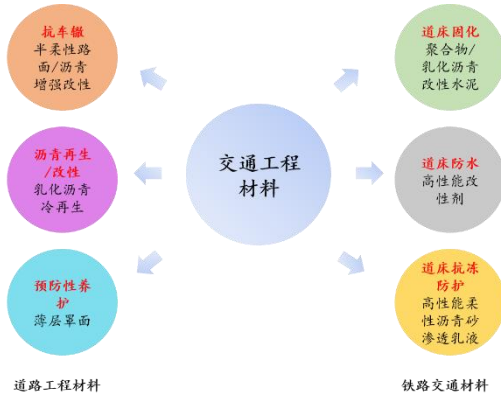 抗车辙
半柔性路
面/沥青
增强改性
沥青再生
/改性
乳化沥青
冷再生
预防性养
护
薄层罩面
道路工程材料
交通工程
材料
道床固化
聚合物/
乳化沥青
改性水泥
道床防水
高性能改
性剂
道床抗冻
防护
高性能柔
性沥青砂
渗透乳液
铁路交通材料